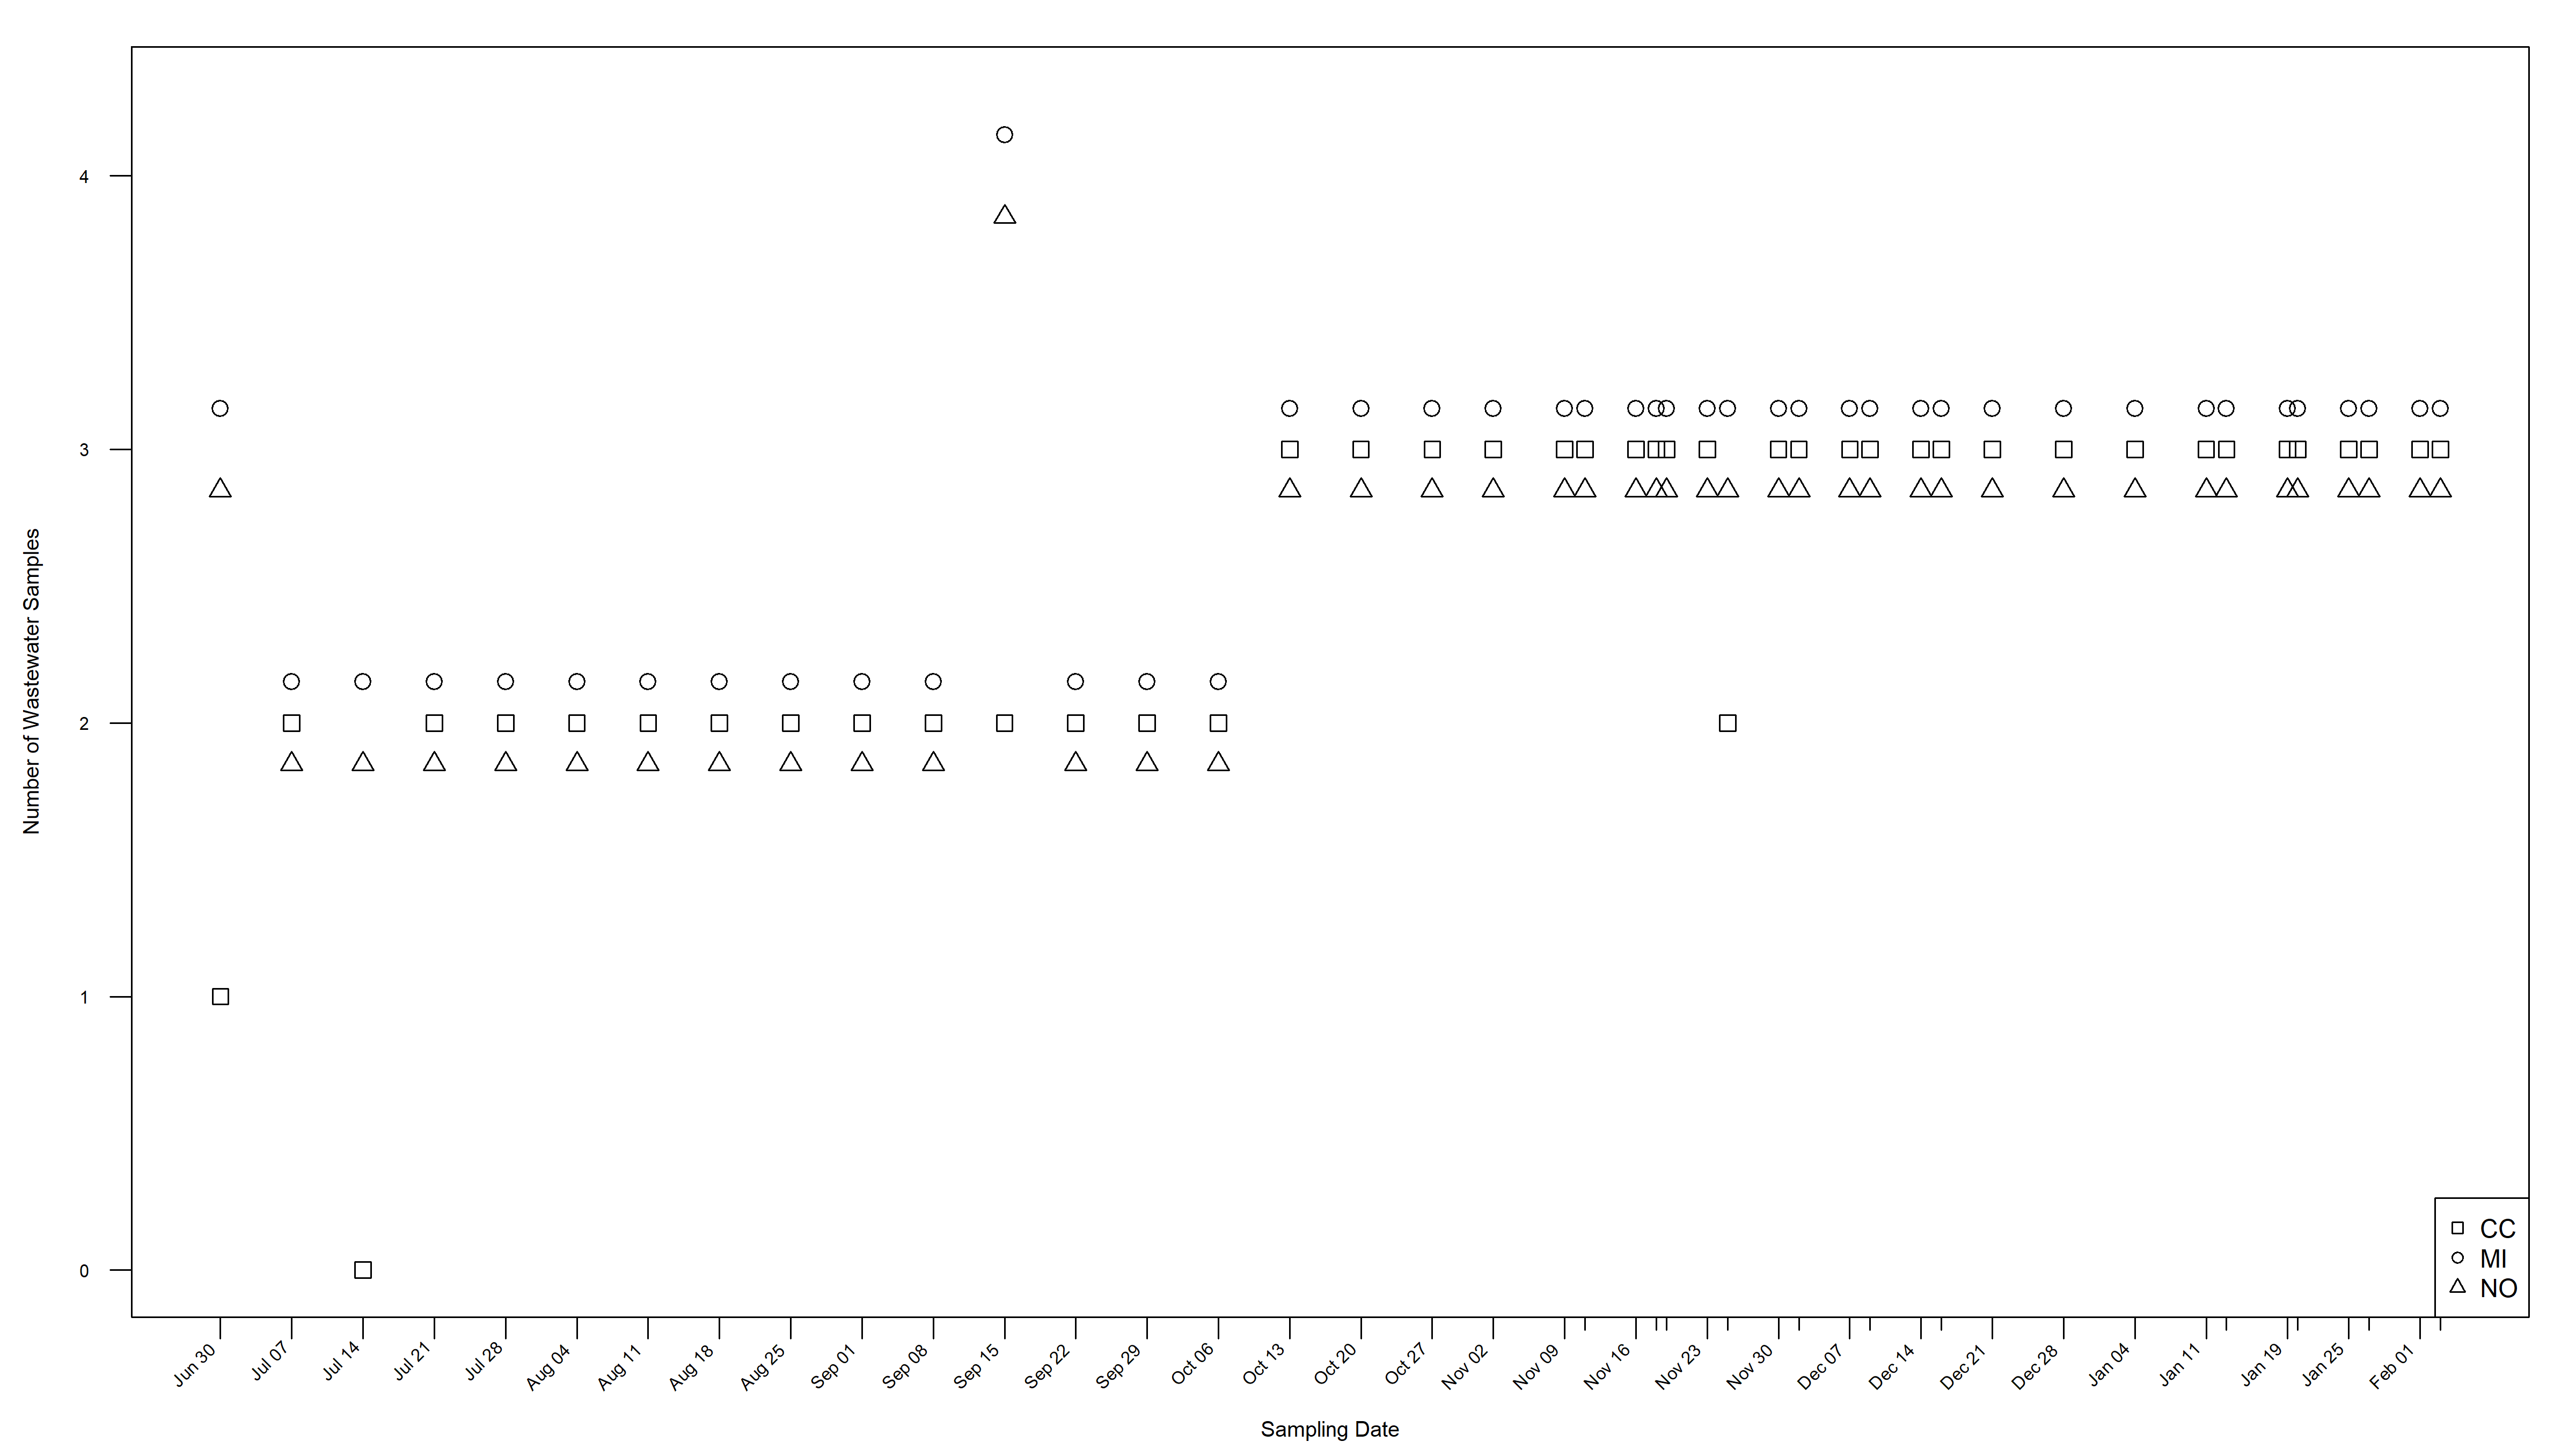 Number of Wastewater Samples
4
3
2
1
0
CC
MI
NO
Jun 30
Jul 07
Jul 14
Jul 21
Jul 28
Aug 04
Aug 11
Aug 18
Aug 25
Sep 01
Sep 08
Sep 15
Sep 22
Sep 29
Oct 06
Oct 13
Oct 20
Oct 27
Nov 02
Nov 09
Nov 16
Nov 23
Nov 30
Dec 07
Dec 14
Dec 21
Dec 28
Jan 04
Jan 11
Jan 19
Jan 25
Feb 01
Sampling Date